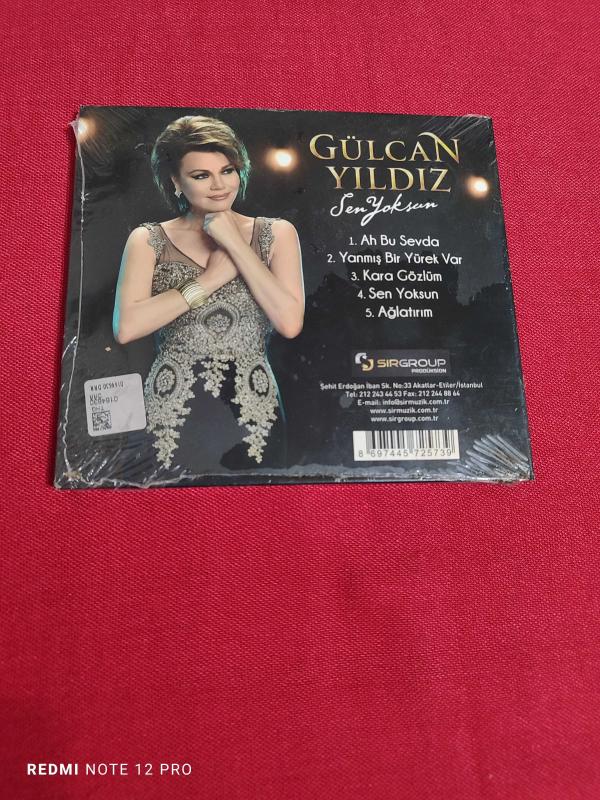 GÜLCAN
YILDIZ
Sen Yoksun
1. Ah Bu Sevda
2. Yanmış Bir Yürek Var
3. Kara Gözlüm
4. Sen Yoksun
5. Ağlatırım
SIRGROUP
PRODÜKSİON
Şehit Erdoğan İban Sk. No:33 Akatlar-Etiler/İstanbul
Tel: 212 243 44 53 Fax: 212 244 88 64
E-mail: info@sirmuzik.com.tr
www.sirmuzik.com.tr
www.sirgroup.com.tr
8 697445 725739
REDMI NOTE 12 PRO